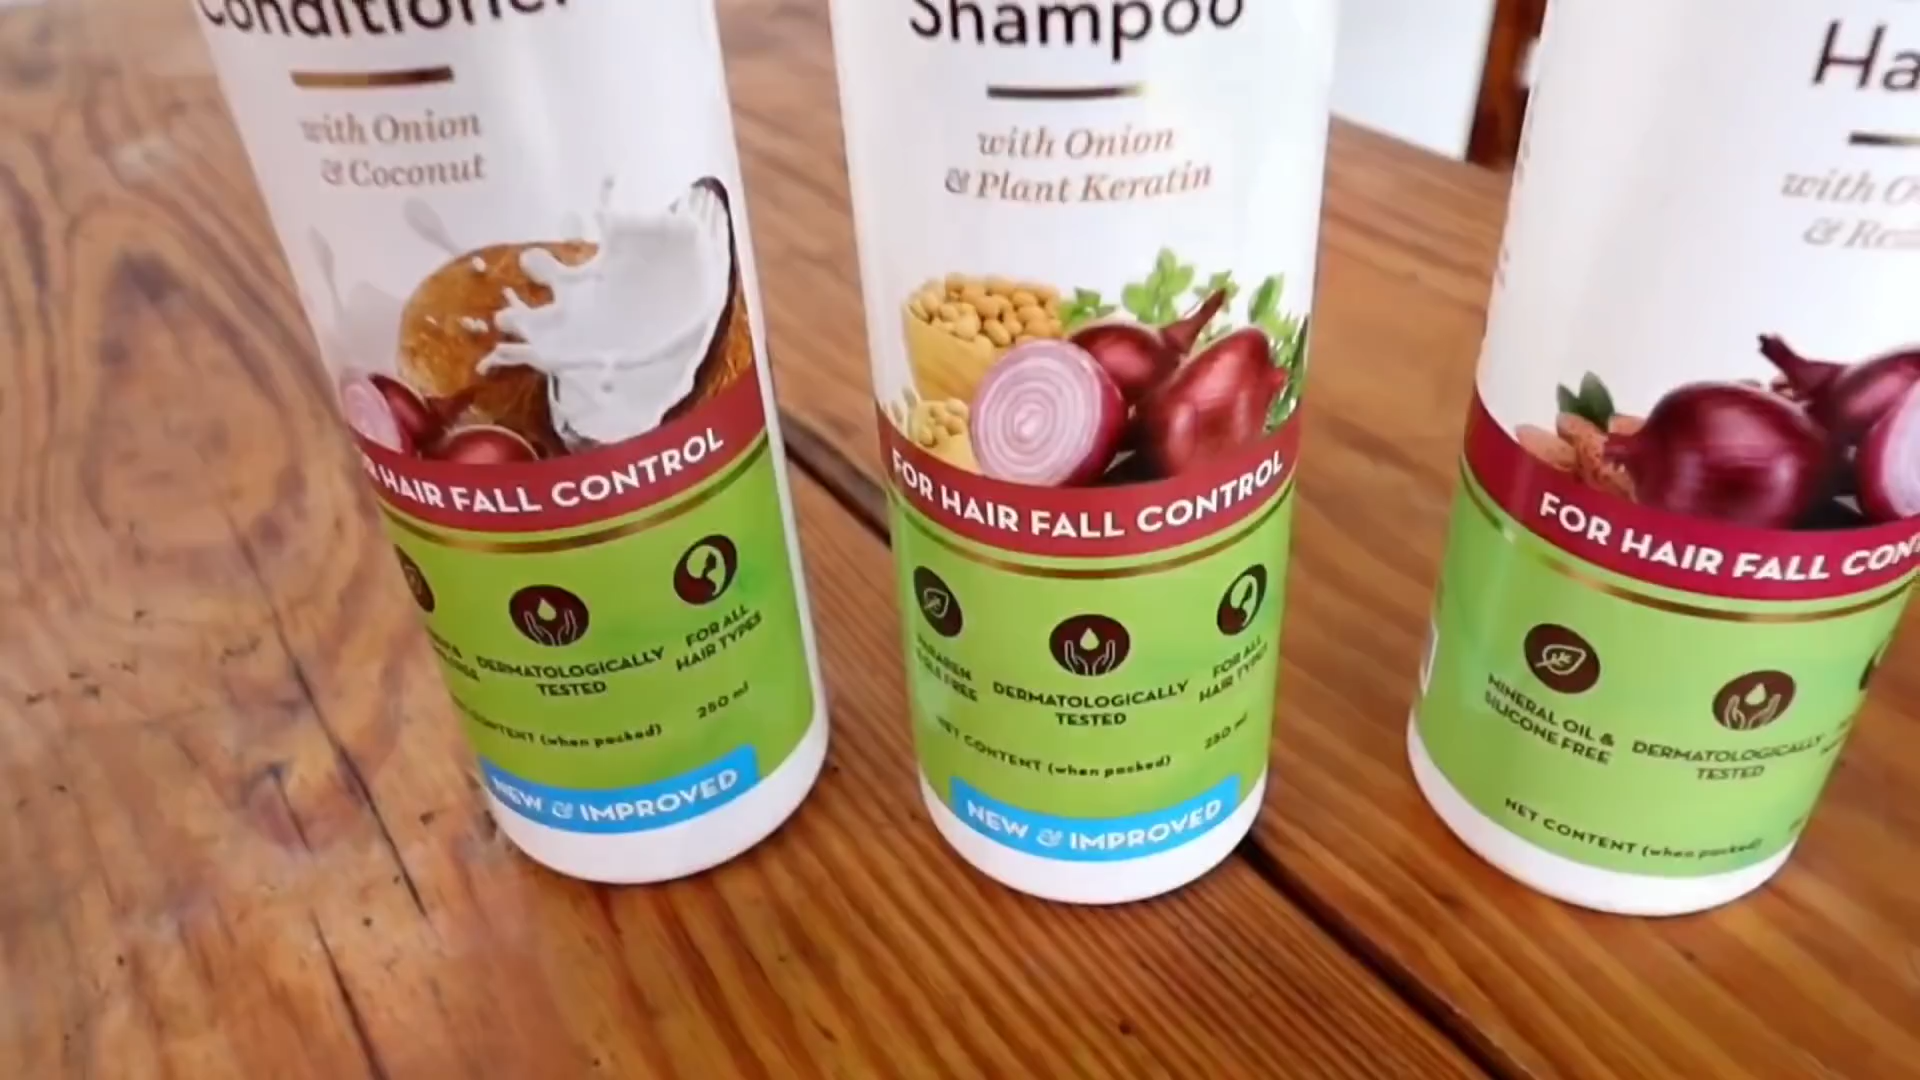 Conditioner
with Onion
& Coconut
FOR HAIR FALL CONTROL
DERMATOLOGICALLY
TESTED
FOR ALL
HAIR TYPES
CONTENT (when packed)
250 ml
NEW & IMPROVED
Shampoo
with Onion
& Plant Keratin
FOR HAIR FALL CONTROL
PARABEN
FREE
DERMATOLOGICALLY
TESTED
FOR ALL
HAIR TYPES
NET CONTENT (when packed)
250 ml
NEW & IMPROVED
Ha
with O
&
FOR HAIR FALL CON
MINERAL OIL &
SILICONE FREE
DERMATOLOGICALLY
TESTED
NET CONTENT (when packed)